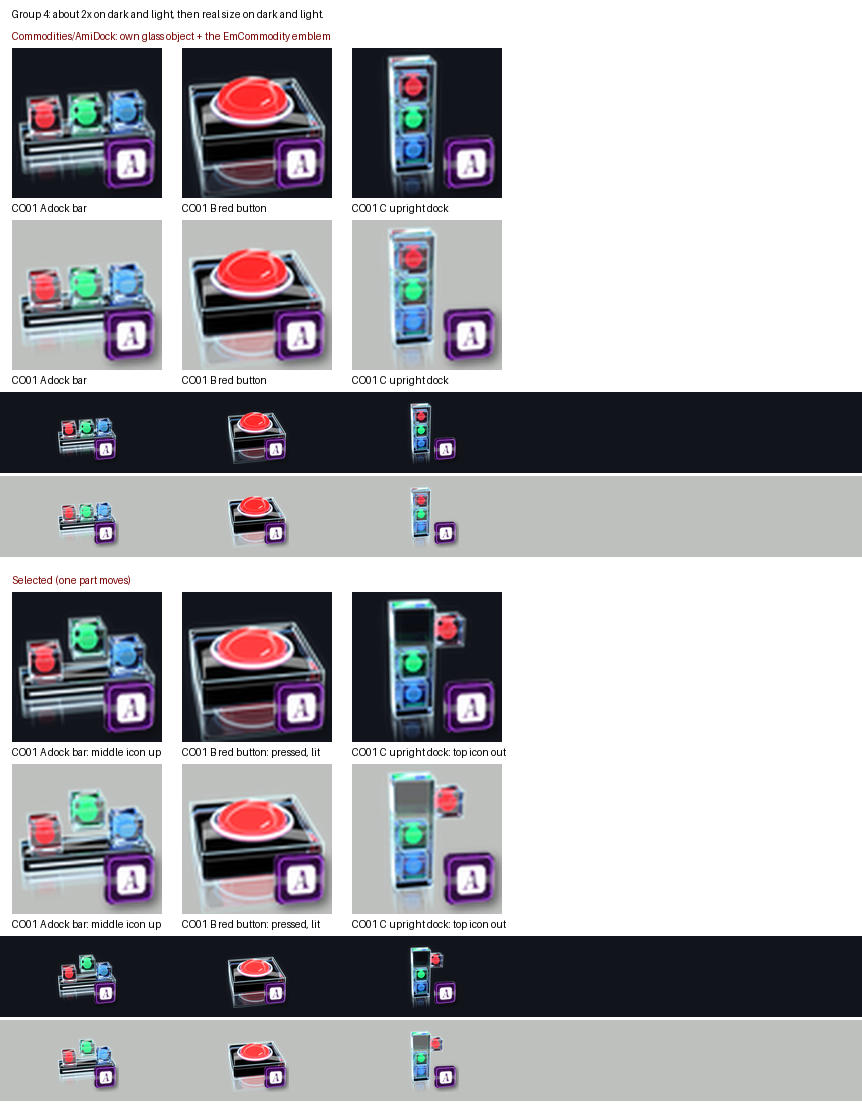 Group 4: about 2x on dark and light, then real size on dark and light.
Commodities/AmiDock: own glass object + the EmCommodity emblem
A
A
A
CO01 A dock bar
CO01 B red button
CO01 C upright dock
A
A
A
CO01 A dock bar
CO01 B red button
CO01 C upright dock
A
A
A
A
A
A
Selected (one part moves)
A
A
A
CO01 A dock bar: middle icon up
CO01 B red button: pressed, lit
CO01 C upright dock: top icon out
A
A
A
CO01 A dock bar: middle icon up
CO01 B red button: pressed, lit
CO01 C upright dock: top icon out
A
A
A
A
A
A